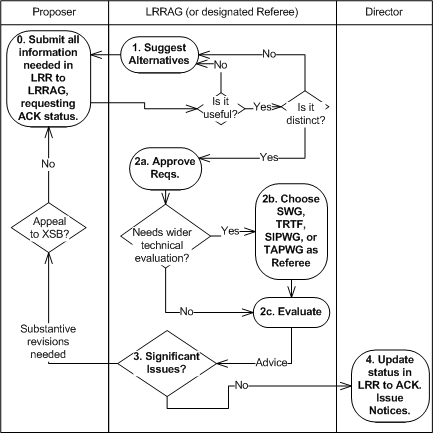 Proposer
LRRAG (or designated Referee)
Director
0. Submit all
information
needed in
LRR to
LRRAG,
requesting
ACK status.
1. Suggest
Alternatives
No
No
Is it
useful?
Yes
Is it
distinct?
Yes
2a. Approve
Reqs.
No
Appeal
to XSB?
Needs wider
technical
evaluation?
Yes
2b. Choose
SWG,
TRTF,
SIPWG, or
TAPWG as
Referee
No
2c. Evaluate
Substantive
revisions
needed
3. Significant
Issues?
Advice
No
4. Update
status in
LRR to ACK.
Issue
Notices.